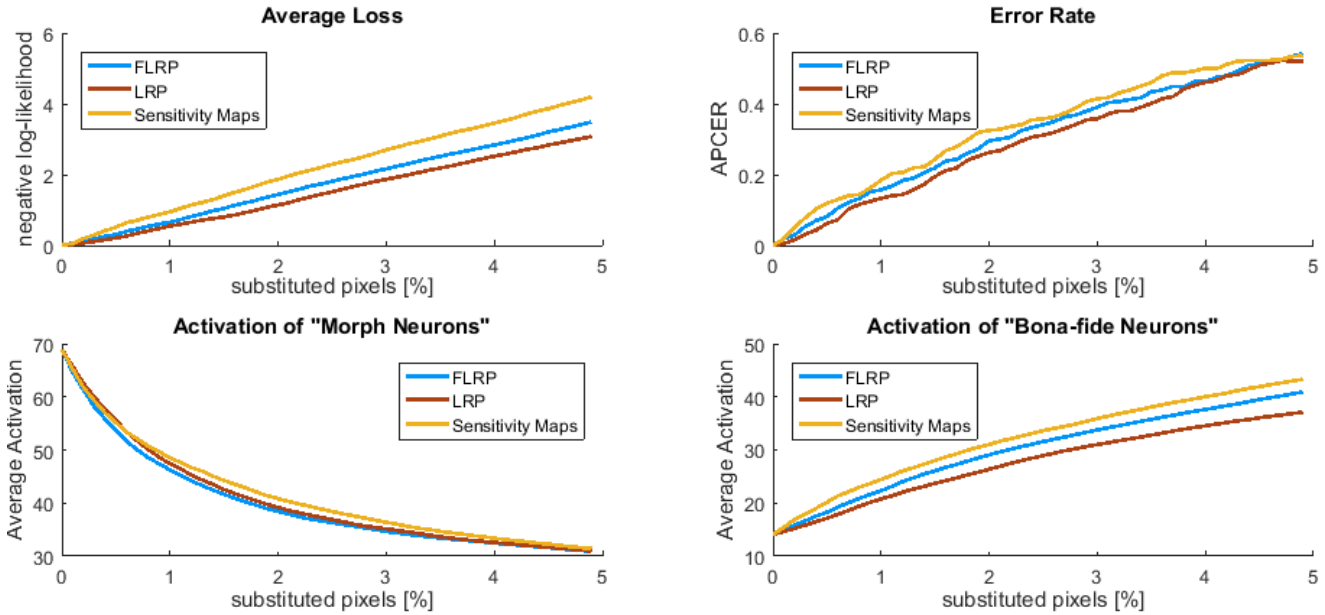 Average Loss
negative log-likelihood
6
4
2
0
FLRP
LRP
Sensitivity Maps
0 1 2 3 4 5
substituted pixels [%]
Error Rate
APCER
0.6
0.4
0.2
0
FLRP
LRP
Sensitivity Maps
0 1 2 3 4 5
substituted pixels [%]
Activation of "Morph Neurons"
Average Activation
70
60
50
40
30
FLRP
LRP
Sensitivity Maps
0 1 2 3 4 5
substituted pixels [%]
Activation of "Bona-fide Neurons"
Average Activation
50
40
30
20
10
FLRP
LRP
Sensitivity Maps
0 1 2 3 4 5
substituted pixels [%]